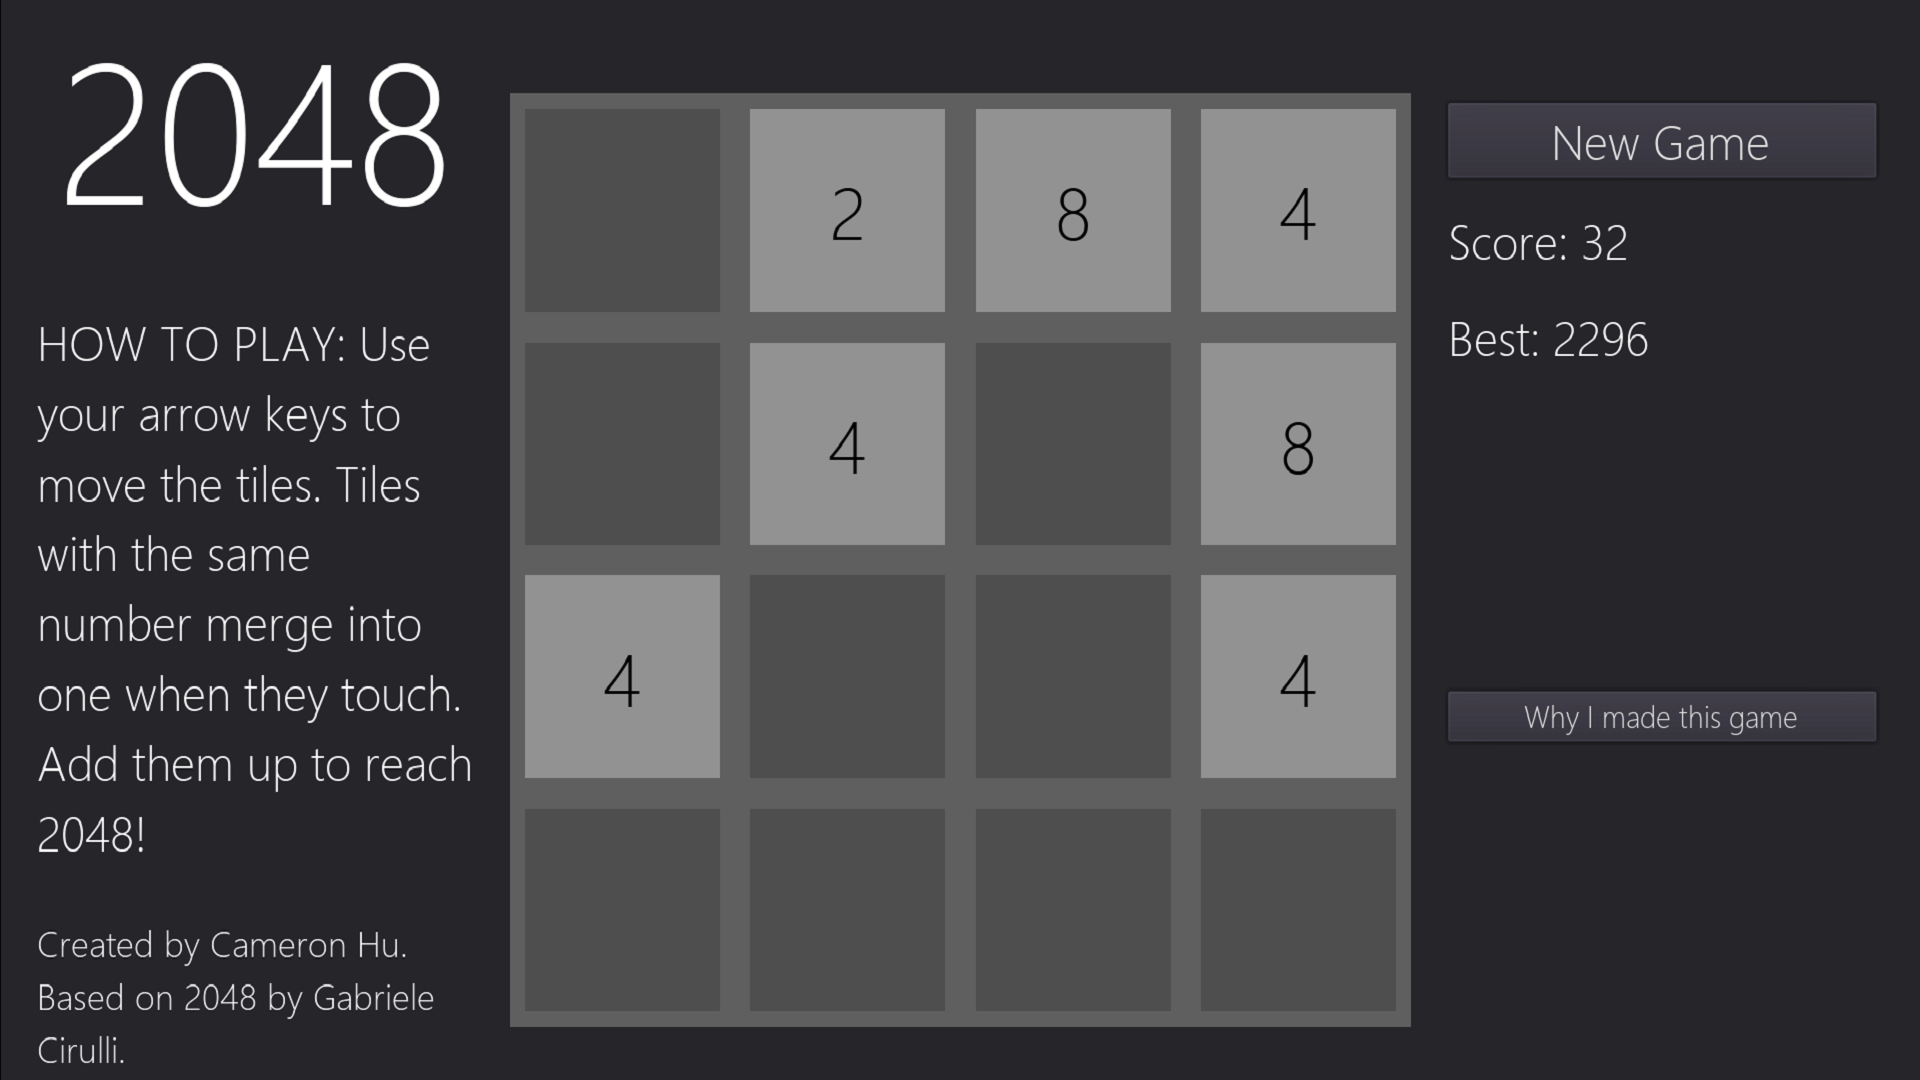 2048
HOW TO PLAY: Use
your arrow keys to
move the tiles. Tiles
with the same
number merge into
one when they touch.
Add them up to reach
2048!
Created by Cameron Hu.
Based on 2048 by Gabriele
Cirulli.
2 8 4
4 8
4 4
New Game
Score: 32
Best: 2296
Why I made this game